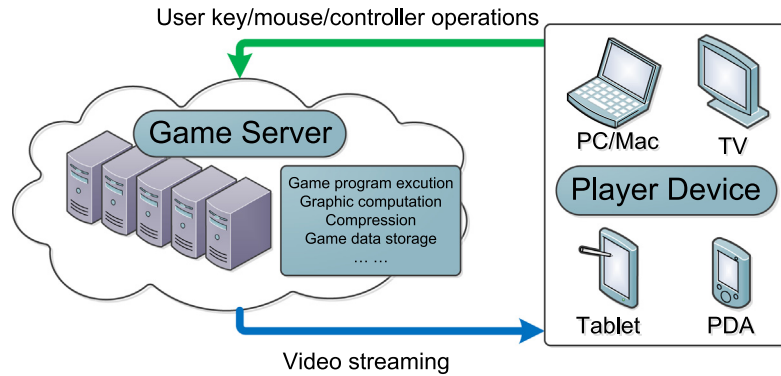 User key/mouse/controller operations
Game Server
Game program excution
Graphic computation
Compression
Game data storage
... ...
PC/Mac
TV
Player Device
Tablet
PDA
Video streaming